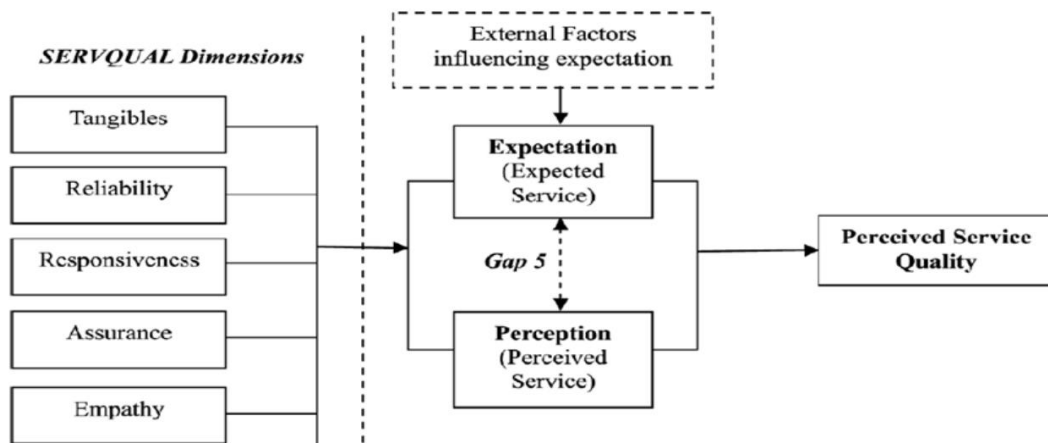 SERVQUAL Dimensions
Tangibles
Reliability
Responsiveness
Assurance
Empathy
External Factors
influencing expectation
Expectation
(Expected
Service)
Gap 5
Perception
(Perceived
Service)
Perceived Service
Quality